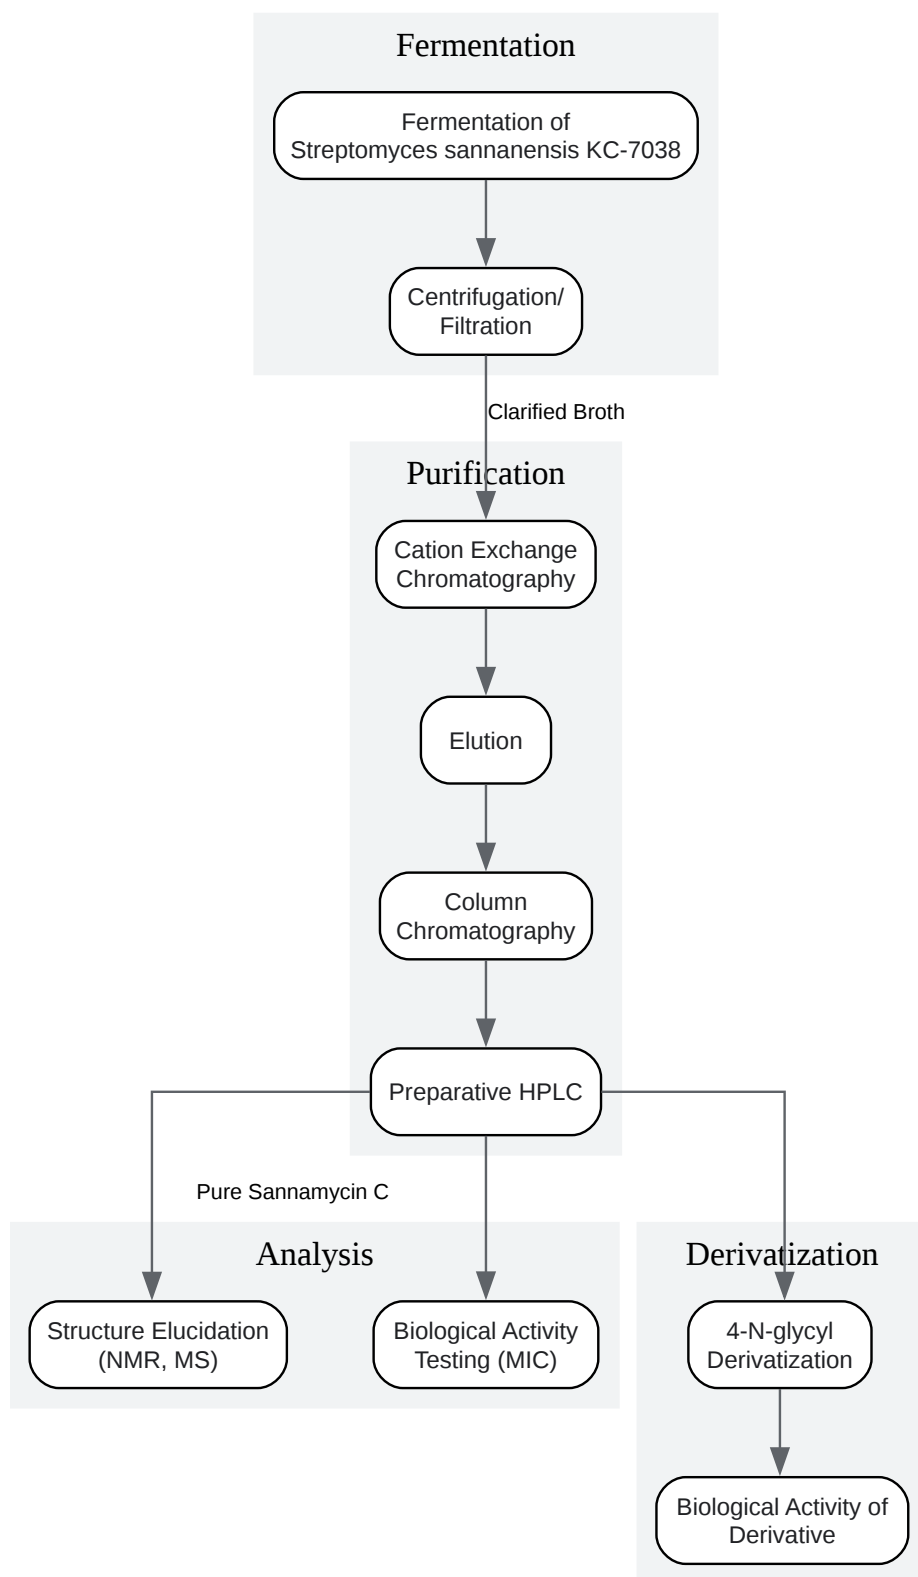 Fermentation
Fermentation of
Streptomyces sannanensis KC-7038
Centrifugation/
Filtration
Clarified Broth
Purification
Cation Exchange
Chromatography
Elution
Column
Chromatography
Preparative HPLC
Pure Sannamycin C
Analysis
Structure Elucidation
(NMR, MS)
Biological Activity
Testing (MIC)
Derivatization
4-N-glycyl
Derivatization
Biological Activity of
Derivative